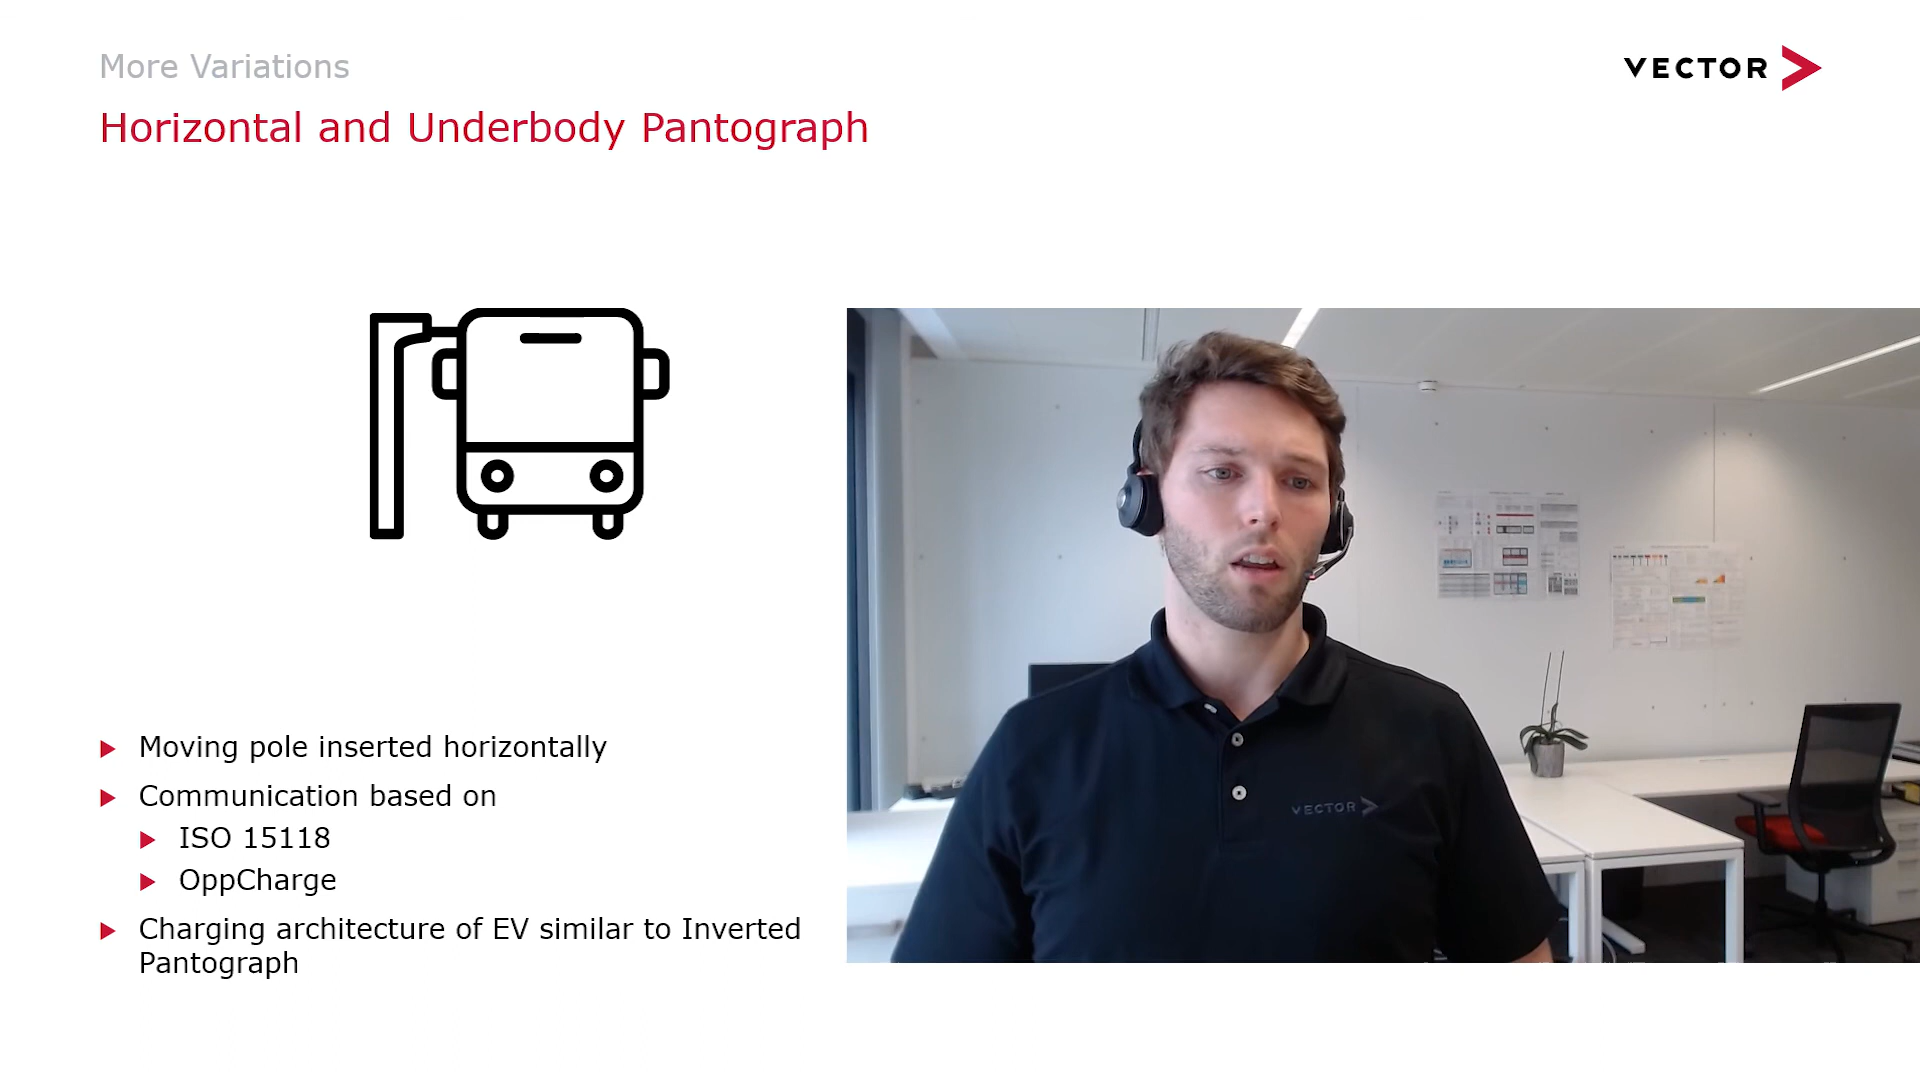 More Variations
VECTOR
Horizontal and Underbody Pantograph
Moving pole inserted horizontally
Communication based on
ISO 15118
OppCharge
Charging architecture of EV similar to Inverted
Pantograph
VECTOR